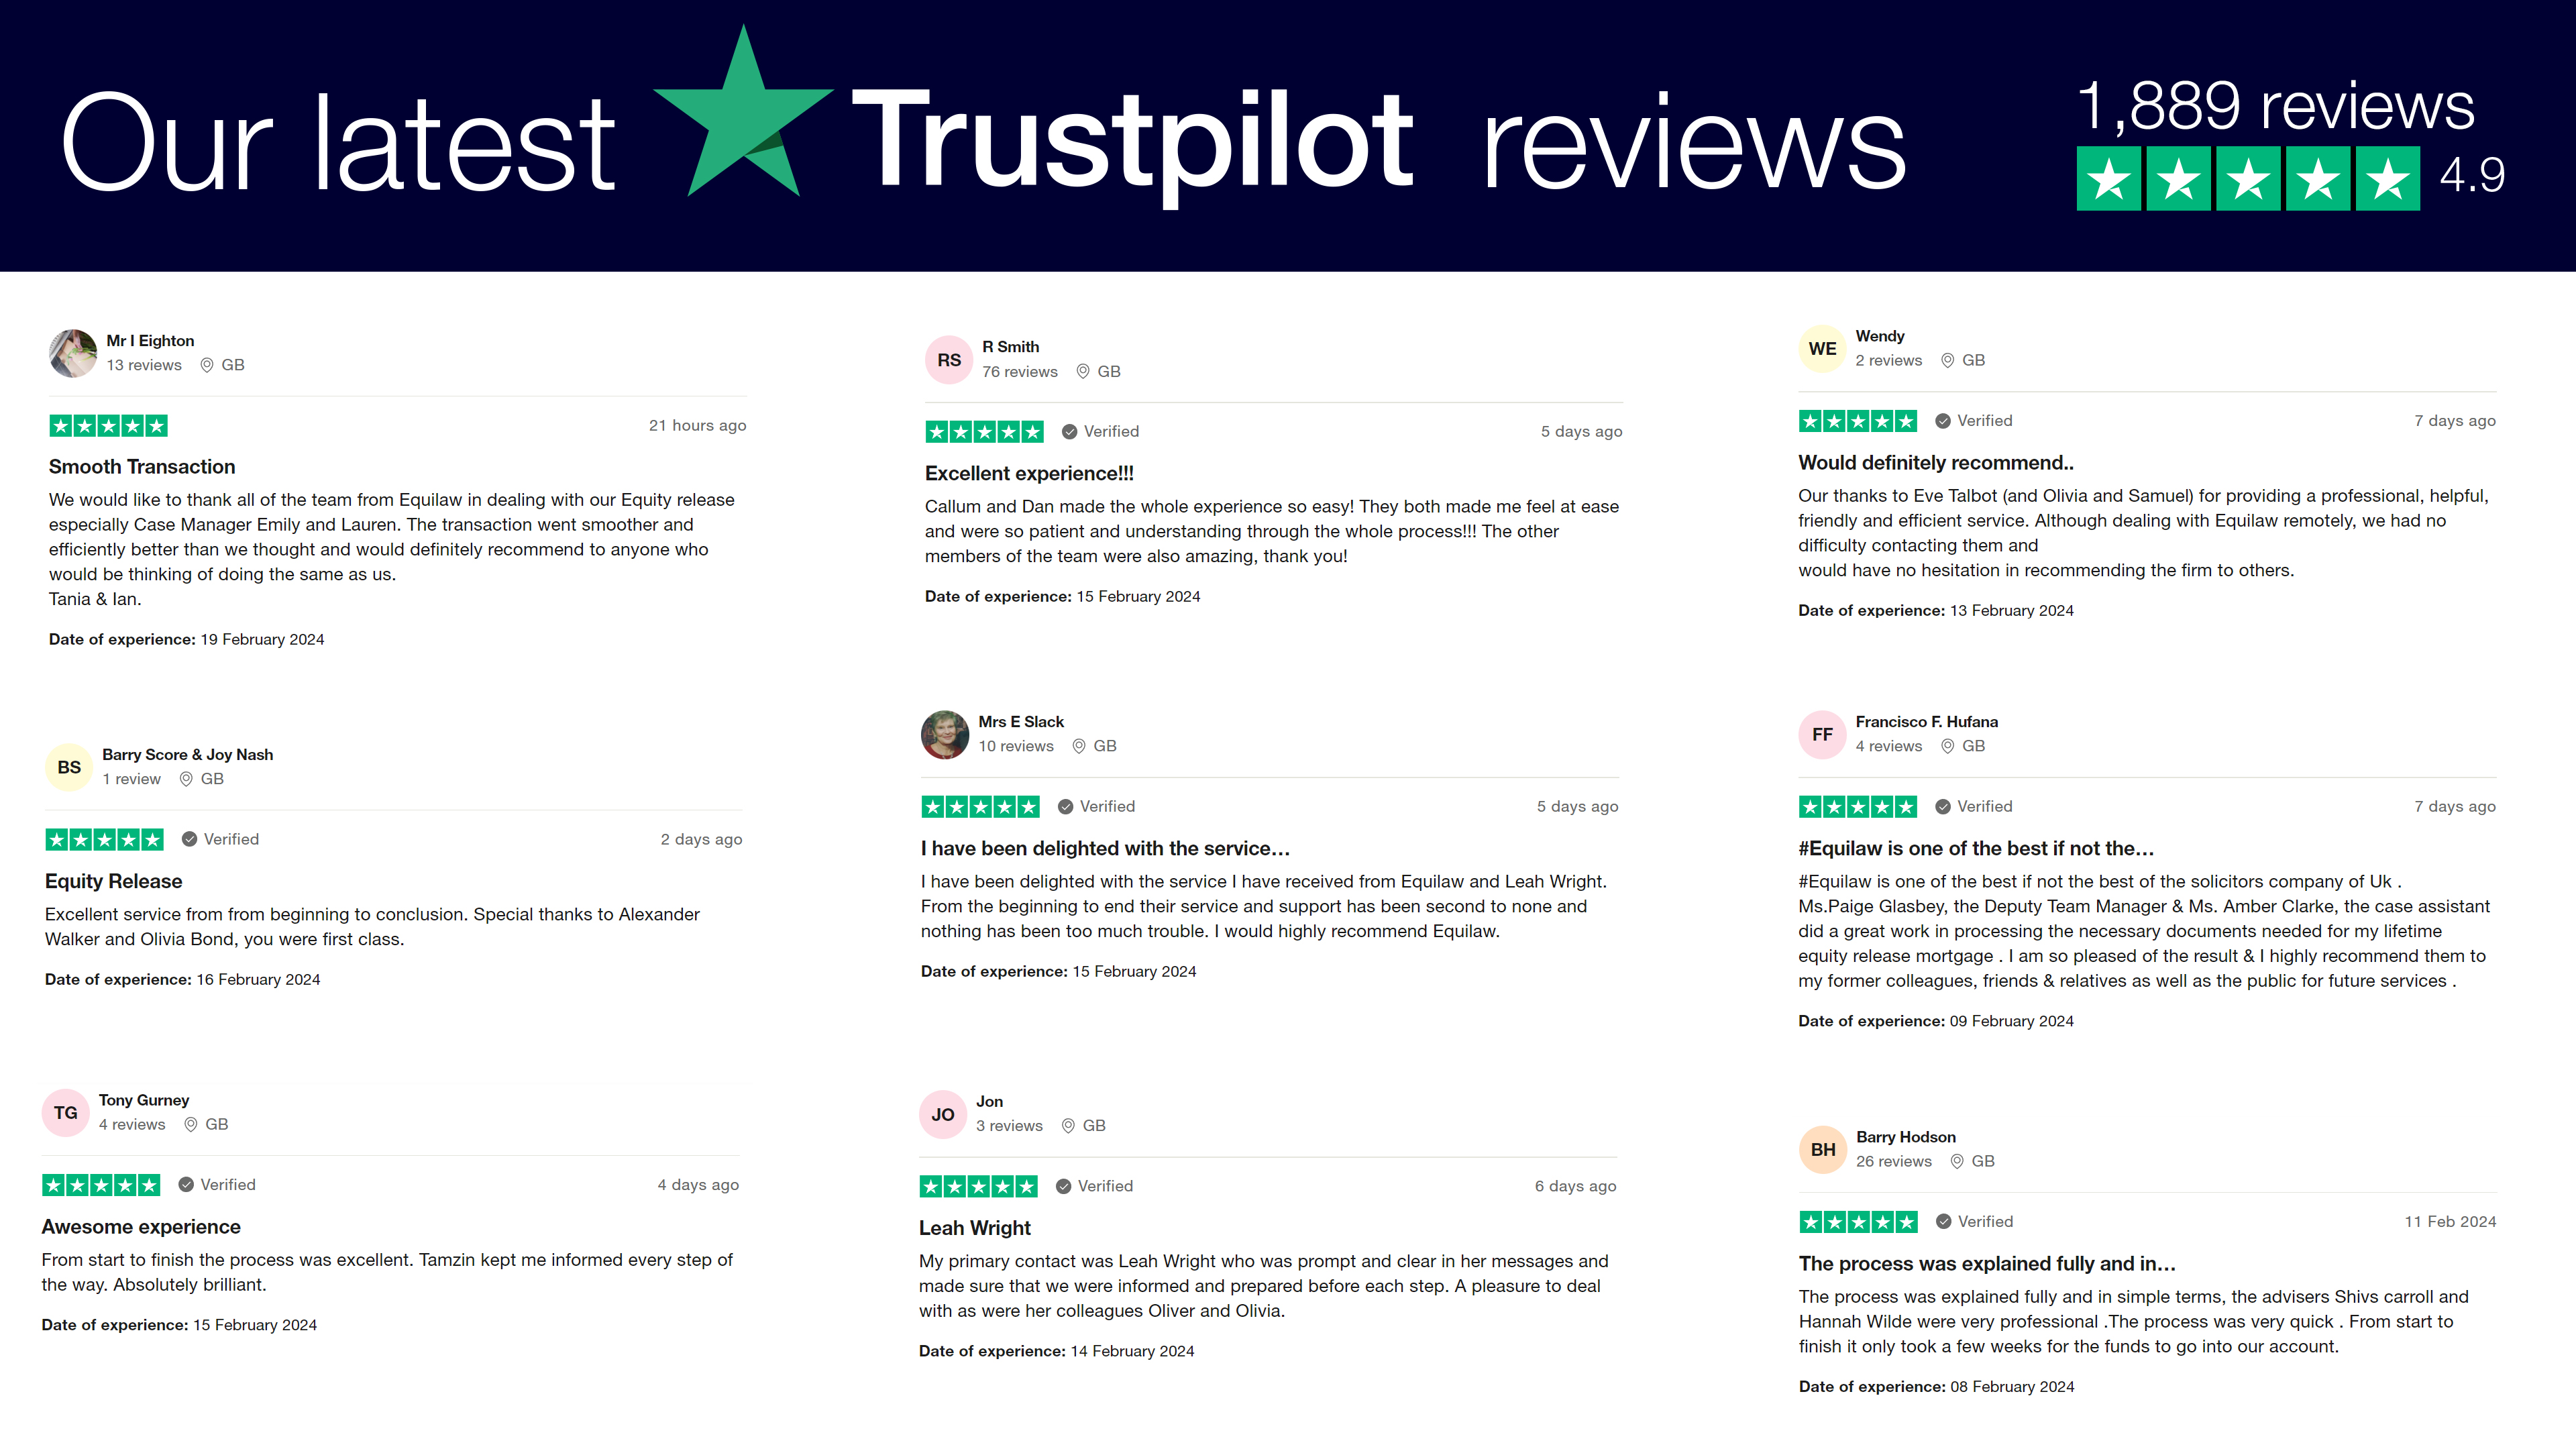 Our latest Trustpilot reviews
1,889 reviews
4.9
Mr I Eighton
13 reviews GB
21 hours ago
Smooth Transaction
We would like to thank all of the team from Equilaw in dealing with our Equity release
especially Case Manager Emily and Lauren. The transaction went smoother and
efficiently better than we thought and would definitely recommend to anyone who
would be thinking of doing the same as us.
Tania & Ian.
Date of experience: 19 February 2024
BS
Barry Score & Joy Nash
1 review GB
Verified
2 days ago
Equity Release
Excellent service from from beginning to conclusion. Special thanks to Alexander
Walker and Olivia Bond, you were first class.
Date of experience: 16 February 2024
TG
Tony Gurney
4 reviews GB
Verified
4 days ago
Awesome experience
From start to finish the process was excellent. Tamzin kept me informed every step of
the way. Absolutely brilliant.
Date of experience: 15 February 2024
RS
R Smith
76 reviews GB
Verified
5 days ago
Excellent experience!!!
Callum and Dan made the whole experience so easy! They both made me feel at ease
and were so patient and understanding through the whole process!!! The other
members of the team were also amazing, thank you!
Date of experience: 15 February 2024
Mrs E Slack
10 reviews GB
Verified
5 days ago
I have been delighted with the service…
I have been delighted with the service I have received from Equilaw and Leah Wright.
From the beginning to end their service and support has been second to none and
nothing has been too much trouble. I would highly recommend Equilaw.
Date of experience: 15 February 2024
JO
Jon
3 reviews GB
Verified
6 days ago
Leah Wright
My primary contact was Leah Wright who was prompt and clear in her messages and
made sure that we were informed and prepared before each step. A pleasure to deal
with as were her colleagues Oliver and Olivia.
Date of experience: 14 February 2024
WE
Wendy
2 reviews GB
Verified
7 days ago
Would definitely recommend..
Our thanks to Eve Talbot (and Olivia and Samuel) for providing a professional, helpful,
friendly and efficient service. Although dealing with Equilaw remotely, we had no
difficulty contacting them and
would have no hesitation in recommending the firm to others.
Date of experience: 13 February 2024
FF
Francisco F. Hufana
4 reviews GB
Verified
7 days ago
#Equilaw is one of the best if not the…
#Equilaw is one of the best if not the best of the solicitors company of Uk .
Ms.Paige Glasbey, the Deputy Team Manager & Ms. Amber Clarke, the case assistant
did a great work in processing the necessary documents needed for my lifetime
equity release mortgage . I am so pleased of the result & I highly recommend them to
my former colleagues, friends & relatives as well as the public for future services .
Date of experience: 09 February 2024
BH
Barry Hodson
26 reviews GB
Verified
11 Feb 2024
The process was explained fully and in…
The process was explained fully and in simple terms, the advisers Shivs carroll and
Hannah Wilde were very professional .The process was very quick . From start to
finish it only took a few weeks for the funds to go into our account.
Date of experience: 08 February 2024